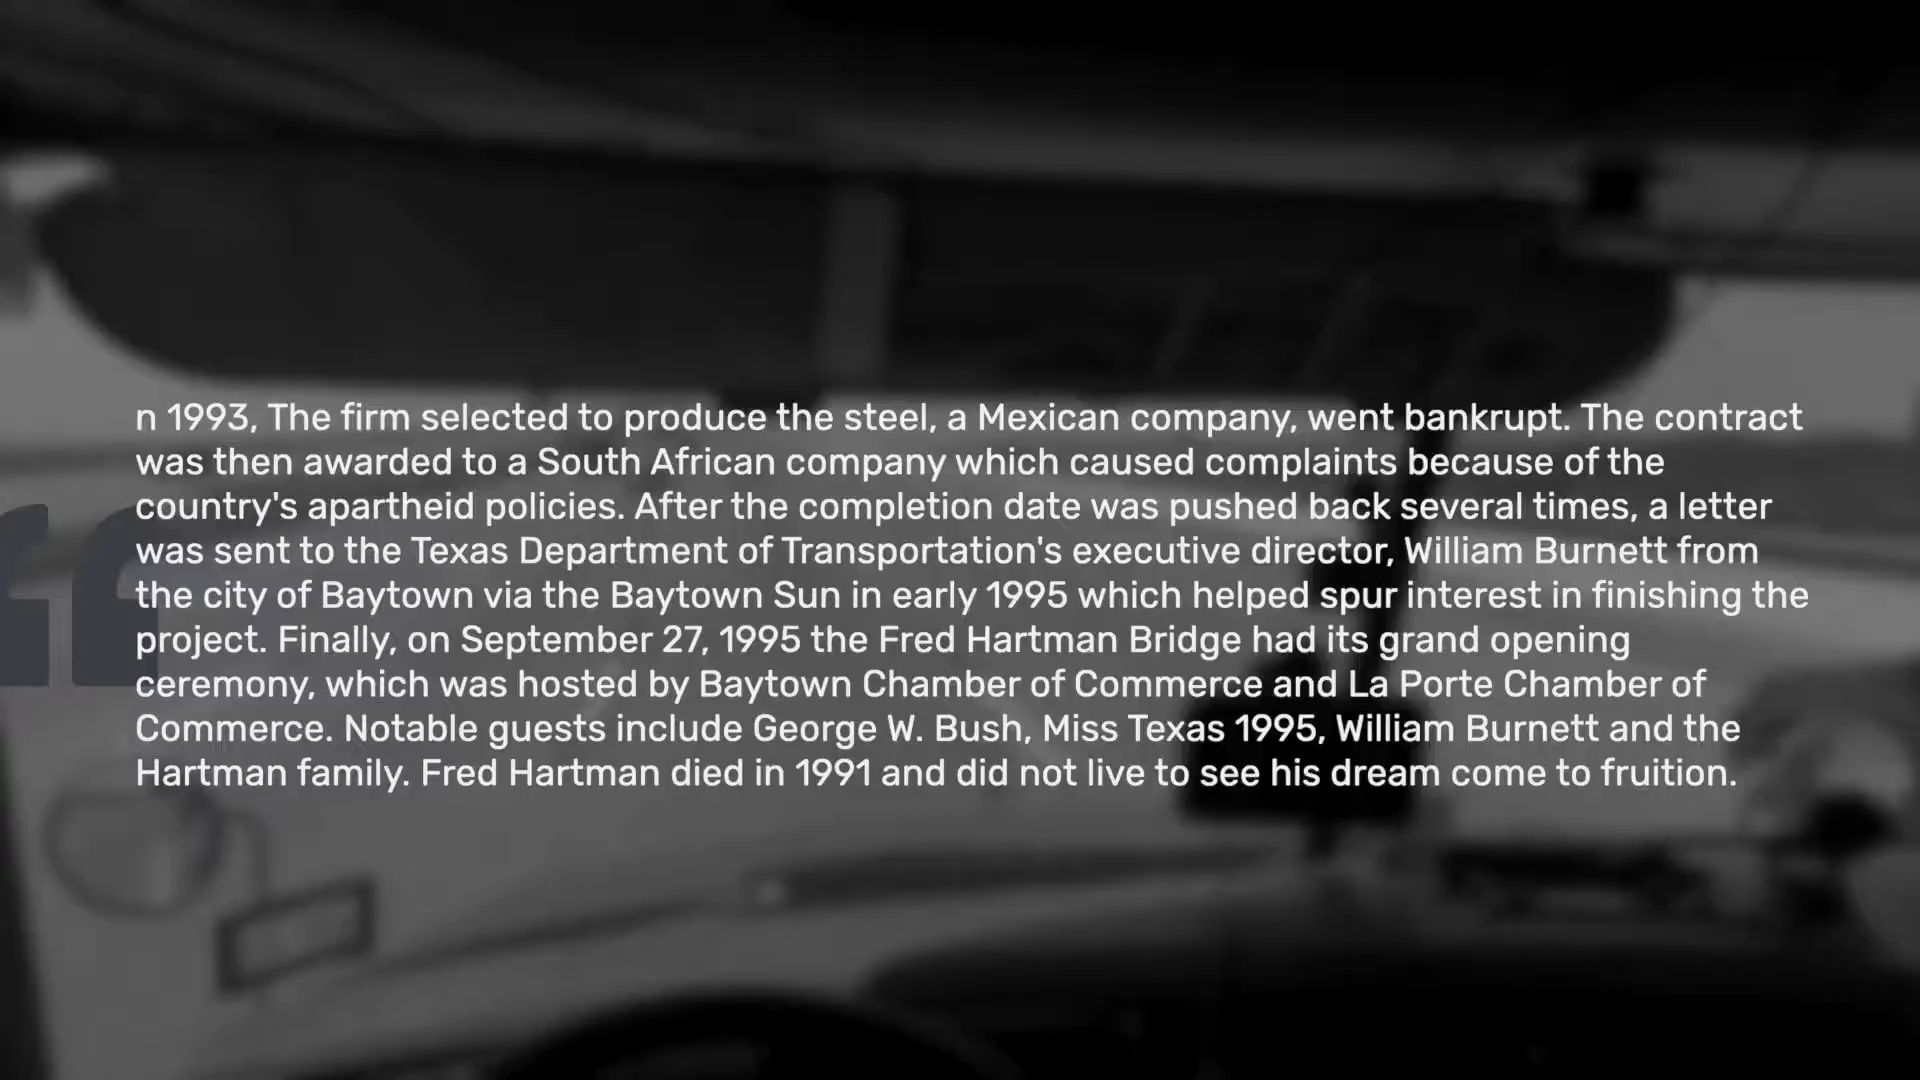 n 1993, The firm selected to produce the steel, a Mexican company, went bankrupt. The contract
was then awarded to a South African company which caused complaints because of the
country's apartheid policies. After the completion date was pushed back several times, a letter
was sent to the Texas Department of Transportation's executive director, William Burnett from
the city of Baytown via the Baytown Sun in early 1995 which helped spur interest in finishing the
project. Finally, on September 27, 1995 the Fred Hartman Bridge had its grand opening
ceremony, which was hosted by Baytown Chamber of Commerce and La Porte Chamber of
Commerce. Notable guests include George W. Bush, Miss Texas 1995, William Burnett and the
Hartman family. Fred Hartman died in 1991 and did not live to see his dream come to fruition.